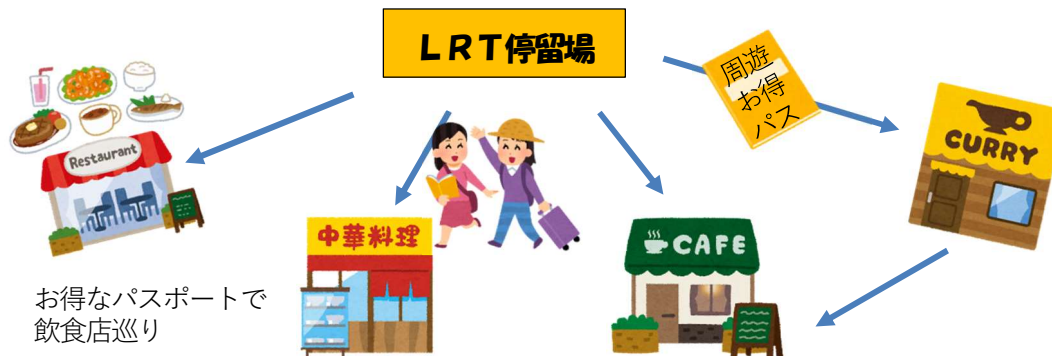 LRT停留場
周遊
お得
パス
Restaurant
CURRY
中華料理
CAFE
お得なパスポートで
飲食店巡り